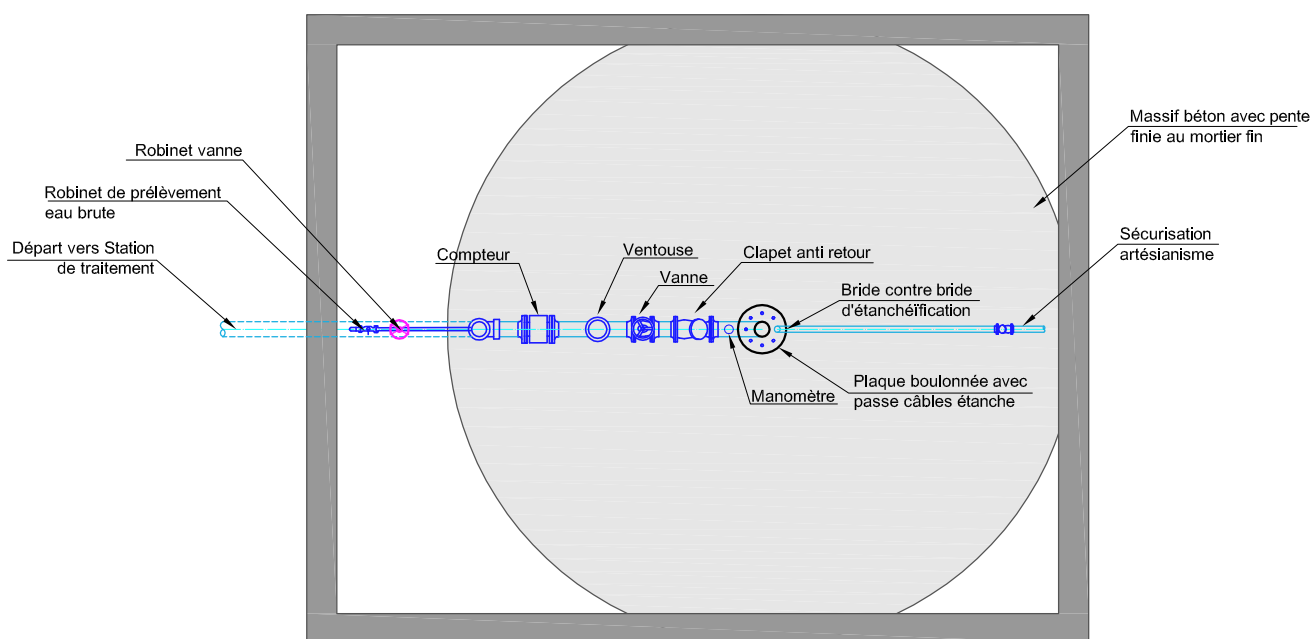 Massif béton avec pente
finie au mortier fin
Robinet vanne
Robinet de prélèvement
eau brute
Départ vers Station
de traitement
Compteur
Ventouse
Vanne
Clapet anti retour
Sécurisation
artésianisme
Bride contre bride
d'étanchéïfication
Manomètre
Plaque boulonnée avec
passe câbles étanche